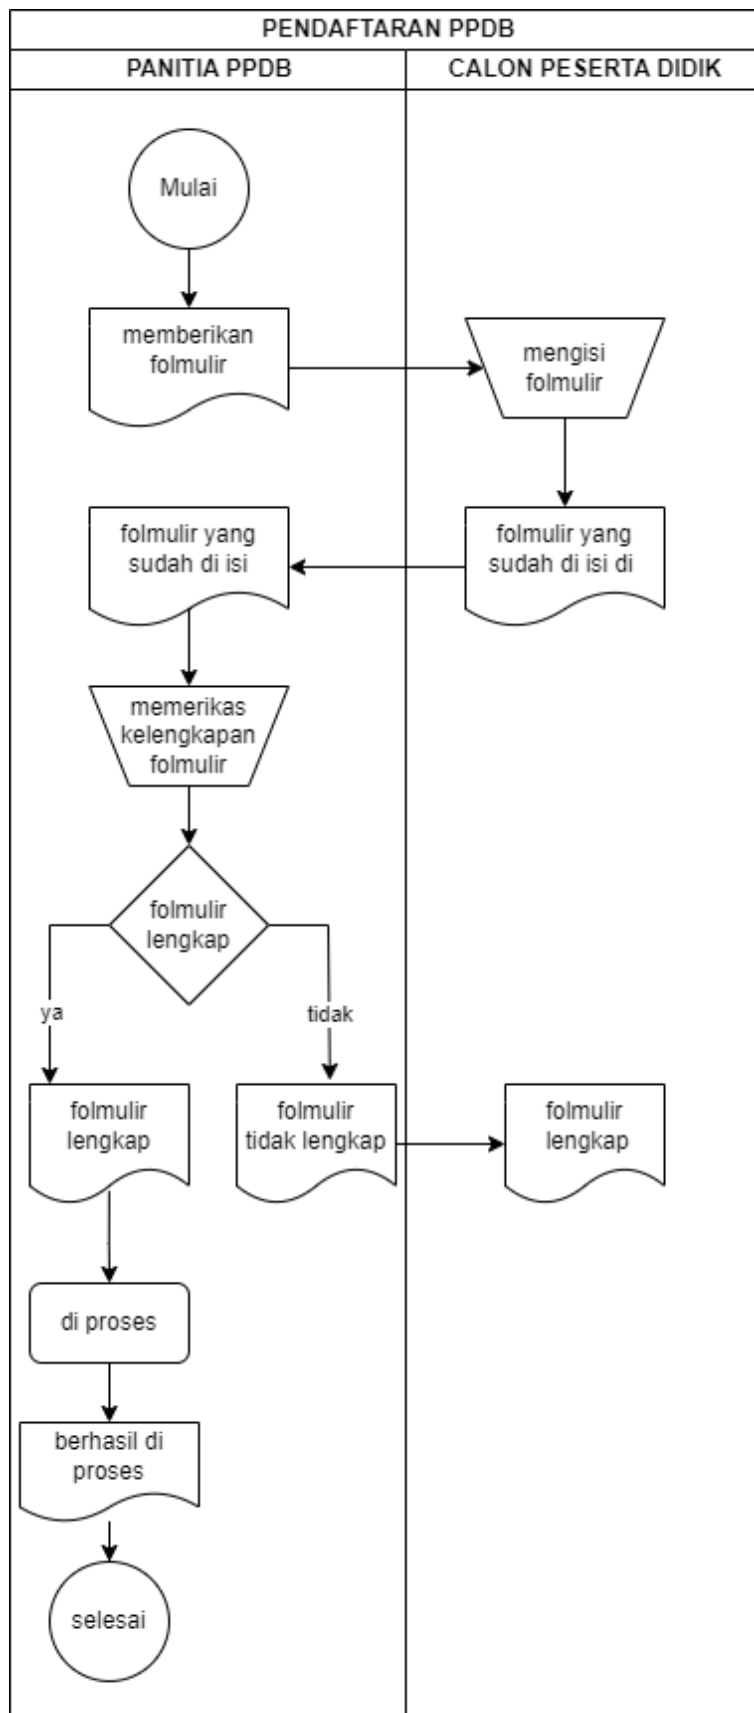 PENDAFTARAN PPDB
PANITIA PPDB
CALON PESERTA DIDIK
Mulai
memberikan
folmulir
mengisi
folmulir
folmulir yang
sudah di isi
folmulir yang
sudah di isi di
memerikas
kelengkapan
folmulir
folmulir
lengkap
ya
tidak
folmulir
lengkap
folmulir
tidak lengkap
folmulir
lengkap
di proses
berhasil di
proses
selesai